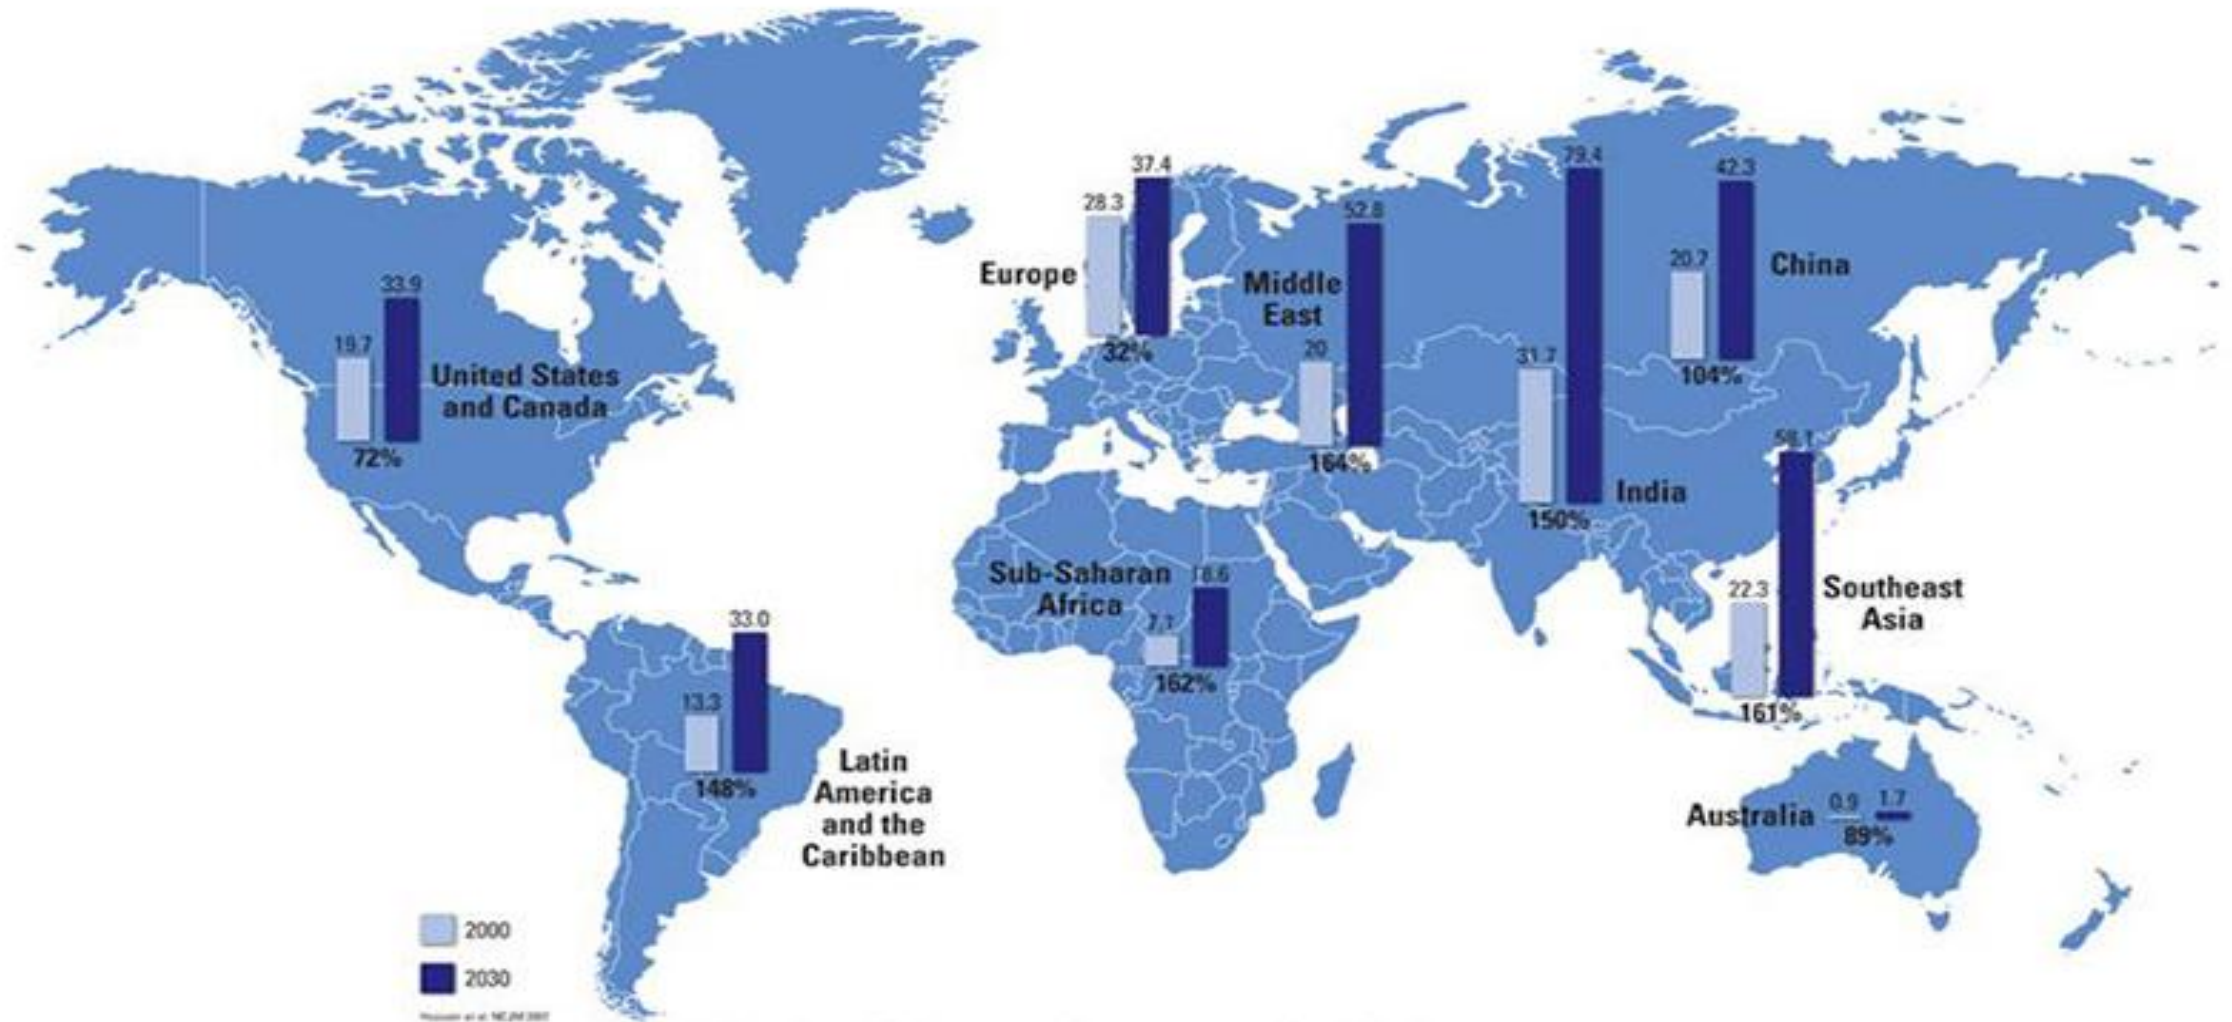 37.4
28.3
Europe
32%
Middle
East
52.8
20
164%
79.4
31.7
India
150%
42.3
20.7
China
104%
33.9
19.7
United States
and Canada
72%
58.1
22.3
Southeast
Asia
161%
Sub-Saharan
Africa
18.6
7.1
162%
33.0
13.3
148%
Latin
America
and the
Caribbean
Australia
0.9
1.7
89%
2000
2030